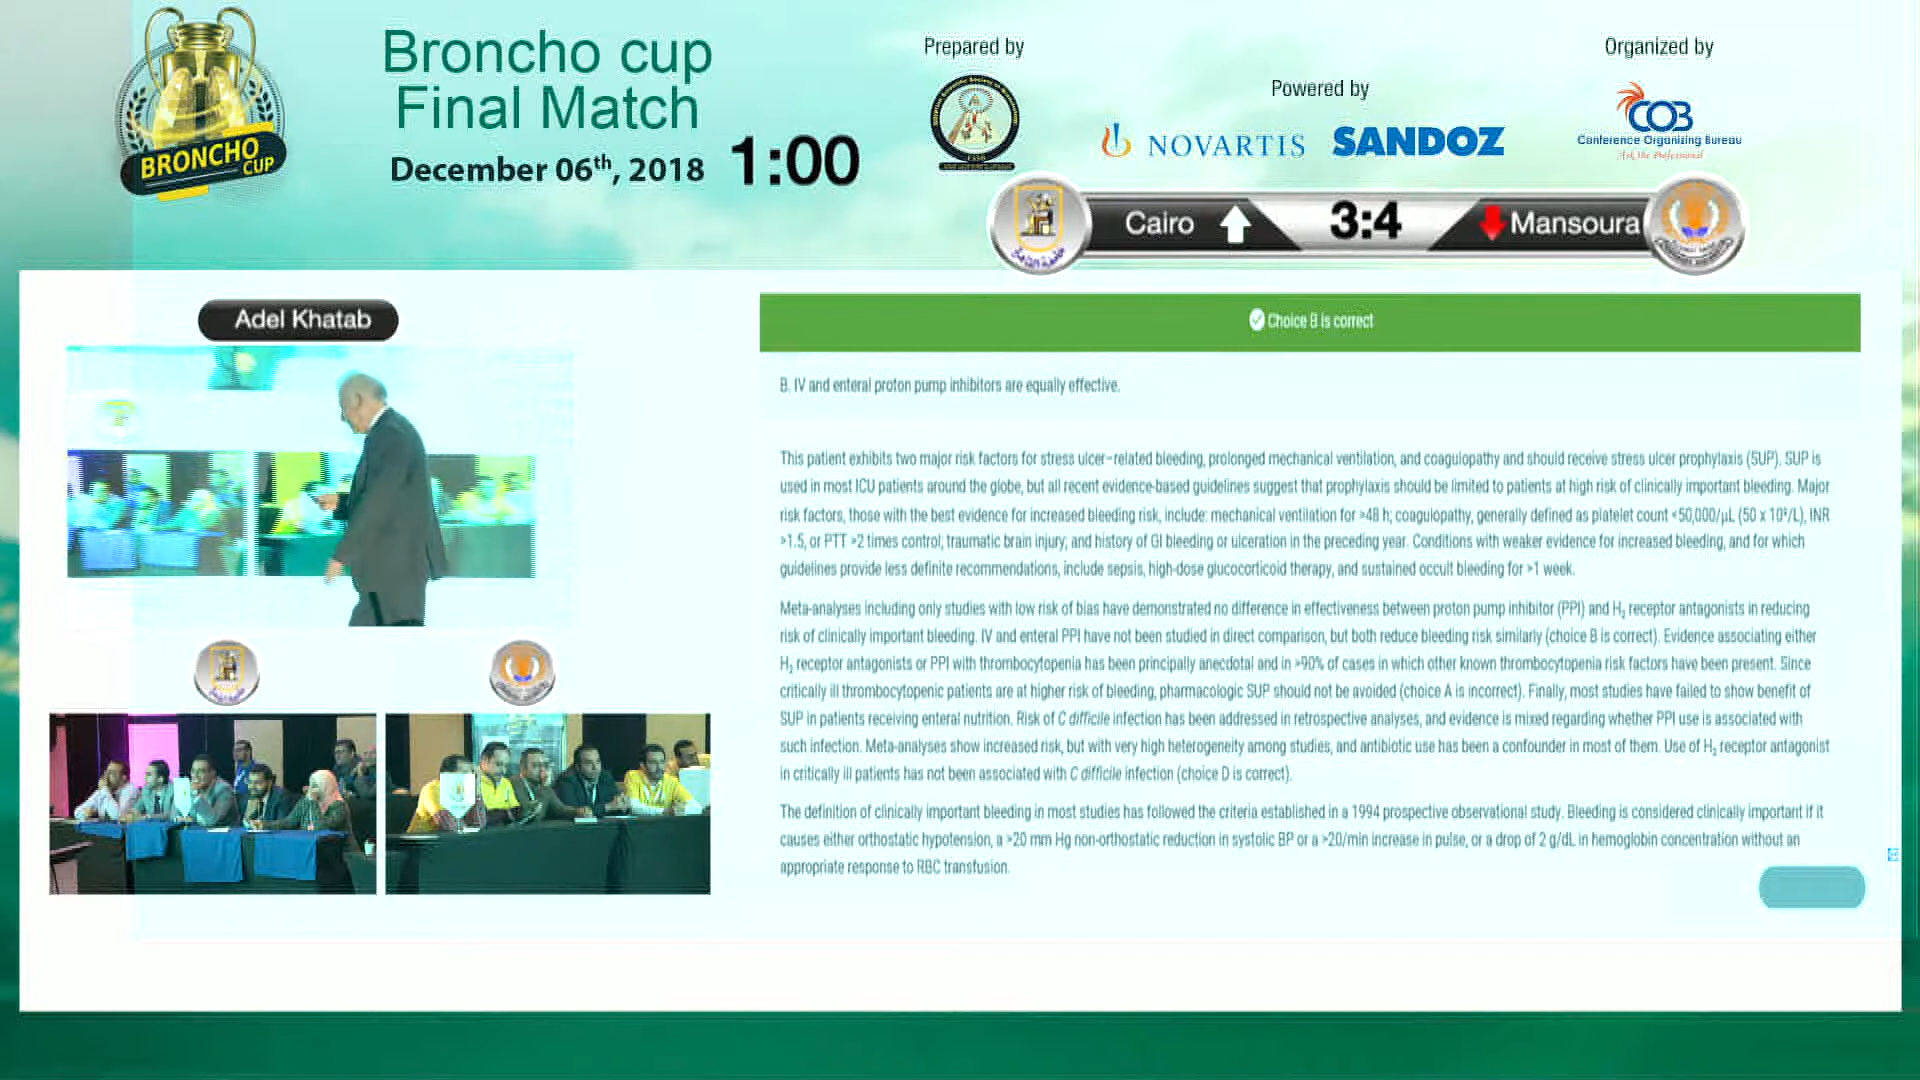 Broncho cup
Final Match
December 06th, 2018
1:00
BRONCHO
CUP
Prepared by
Powered by
NOVARTIS
SANDOZ
Organized by
COB
Conference Organizing Bureau
Ask the Professional
Cairo
3:4
Mansoura
Adel Khatab
Choice B is correct
B. IV and enteral proton pump inhibitors are equally effective.
This patient exhibits two major risk factors for stress ulcer-related bleeding, prolonged mechanical ventilation, and coagulopathy and should receive stress ulcer prophylaxis (SUP). SUP is
used in most ICU patients around the globe, but all recent evidence-based guidelines suggest that prophylaxis should be limited to patients at high risk of clinically important bleeding. Major
risk factors, those with the best evidence for increased bleeding risk, include: mechanical ventilation for >48 h; coagulopathy, generally defined as platelet count <50,000/μL (50 x 10⁹/L), INR
>1.5, or PTT >2 times control; traumatic brain injury; and history of GI bleeding or ulceration in the preceding year. Conditions with weaker evidence for increased bleeding, and for which
guidelines provide less definite recommendations, include sepsis, high-dose glucocorticoid therapy, and sustained occult bleeding for >1 week.
Meta-analyses including only studies with low risk of bias have demonstrated no difference in effectiveness between proton pump inhibitor (PPI) and H₂ receptor antagonists in reducing
risk of clinically important bleeding. IV and enteral PPI have not been studied in direct comparison, but both reduce bleeding risk similarly (choice B is correct). Evidence associating either
H₂ receptor antagonists or PPI with thrombocytopenia has been principally anecdotal and in >90% of cases in which other known thrombocytopenia risk factors have been present. Since
critically ill thrombocytopenic patients are at higher risk of bleeding, pharmacologic SUP should not be avoided (choice A is incorrect). Finally, most studies have failed to show benefit of
SUP in patients receiving enteral nutrition. Risk of C difficile infection has been addressed in retrospective analyses, and evidence is mixed regarding whether PPI use is associated with
such infection. Meta-analyses show increased risk, but with very high heterogeneity among studies, and antibiotic use has been a confounder in most of them. Use of H₂ receptor antagonist
in critically ill patients has not been associated with C difficile infection (choice D is correct).
The definition of clinically important bleeding in most studies has followed the criteria established in a 1994 prospective observational study. Bleeding is considered clinically important if it
causes either orthostatic hypotension, a >20 mm Hg non-orthostatic reduction in systolic BP or a >20/min increase in pulse, or a drop of 2 g/dL in hemoglobin concentration without an
appropriate response to RBC transfusion.